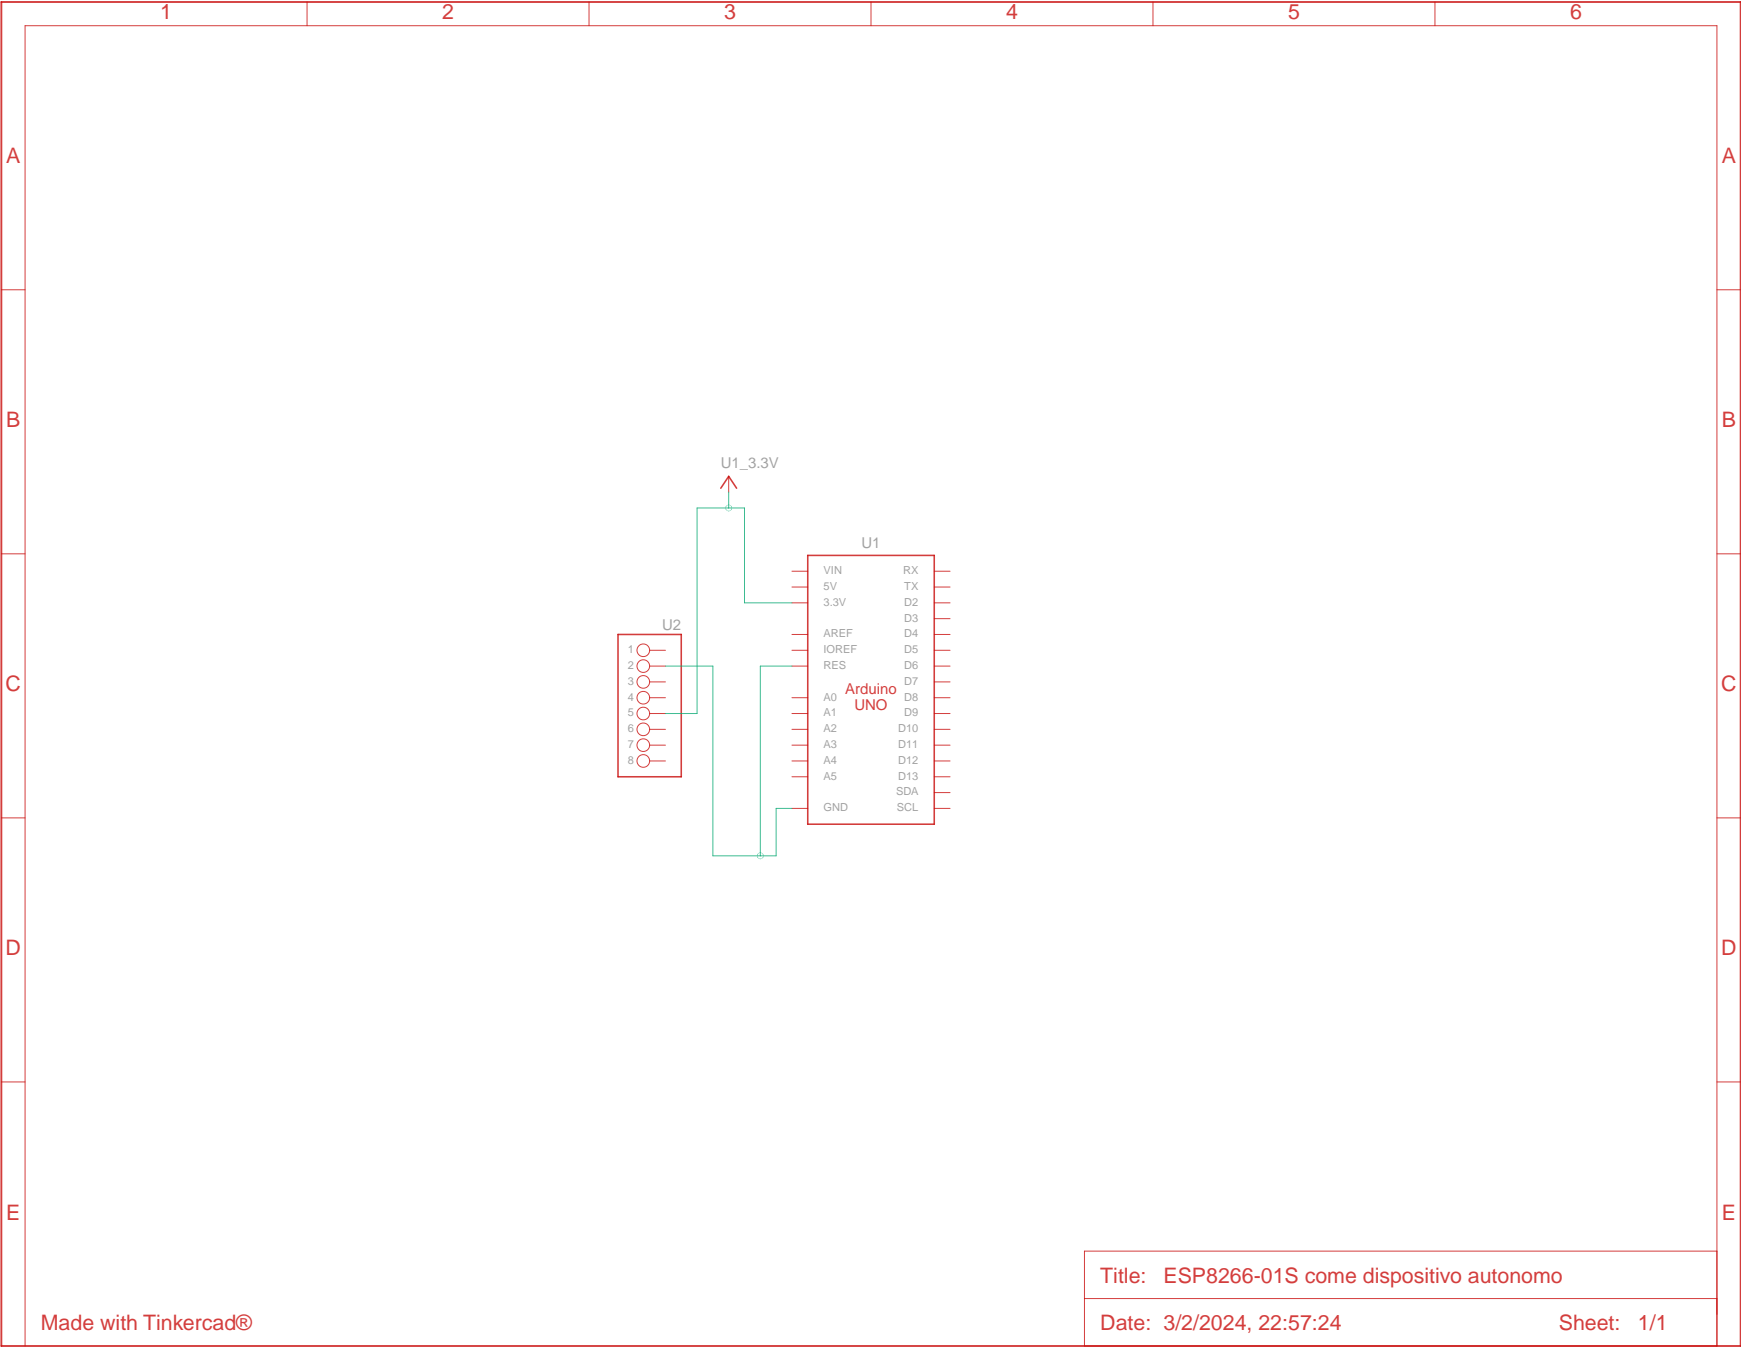 1 2 3 4 5 6
A A
B B
U1_3.3V
U1
VIN RX
5V TX
3.3V D2
D3
U2
AREF D4
1 IOREF D5
2 RES D6
C 3 D7 C
4 A0 Arduino D8
5 A1 UNO D9
6 A2 D10
7 A3 D11
8 A4 D12
A5 D13
SDA
GND SCL
D D
E E
Title: ESP8266-01S come dispositivo autonomo
Made with Tinkercad® Date: 3/2/2024, 22:57:24 Sheet: 1/1